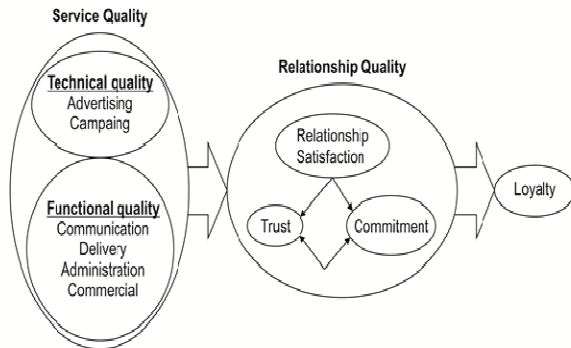 Service Quality
Technical quality
Advertising
Campaing
Functional quality
Communication
Delivery
Administration
Commercial
Relationship Quality
Relationship
Satisfaction
Trust
Commitment
Loyalty